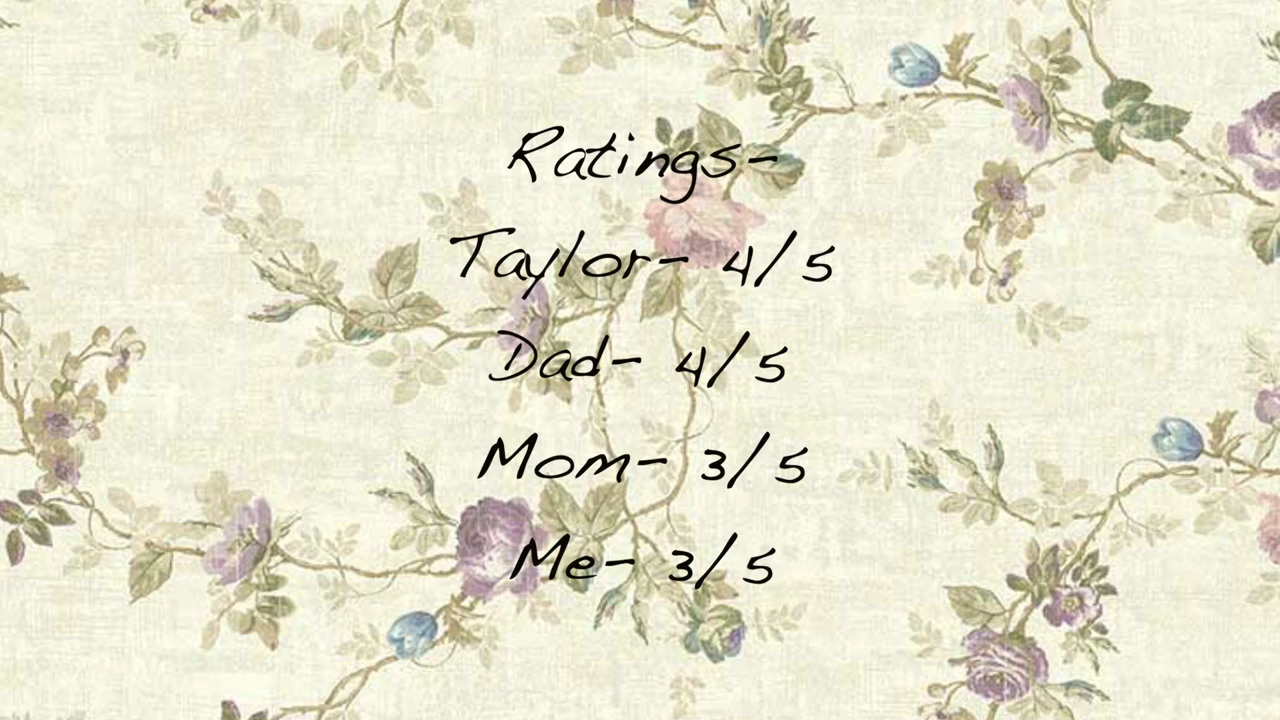 Ratings-
Taylor- 4/5
Dad- 4/5
Mom- 3/5
Me- 3/5